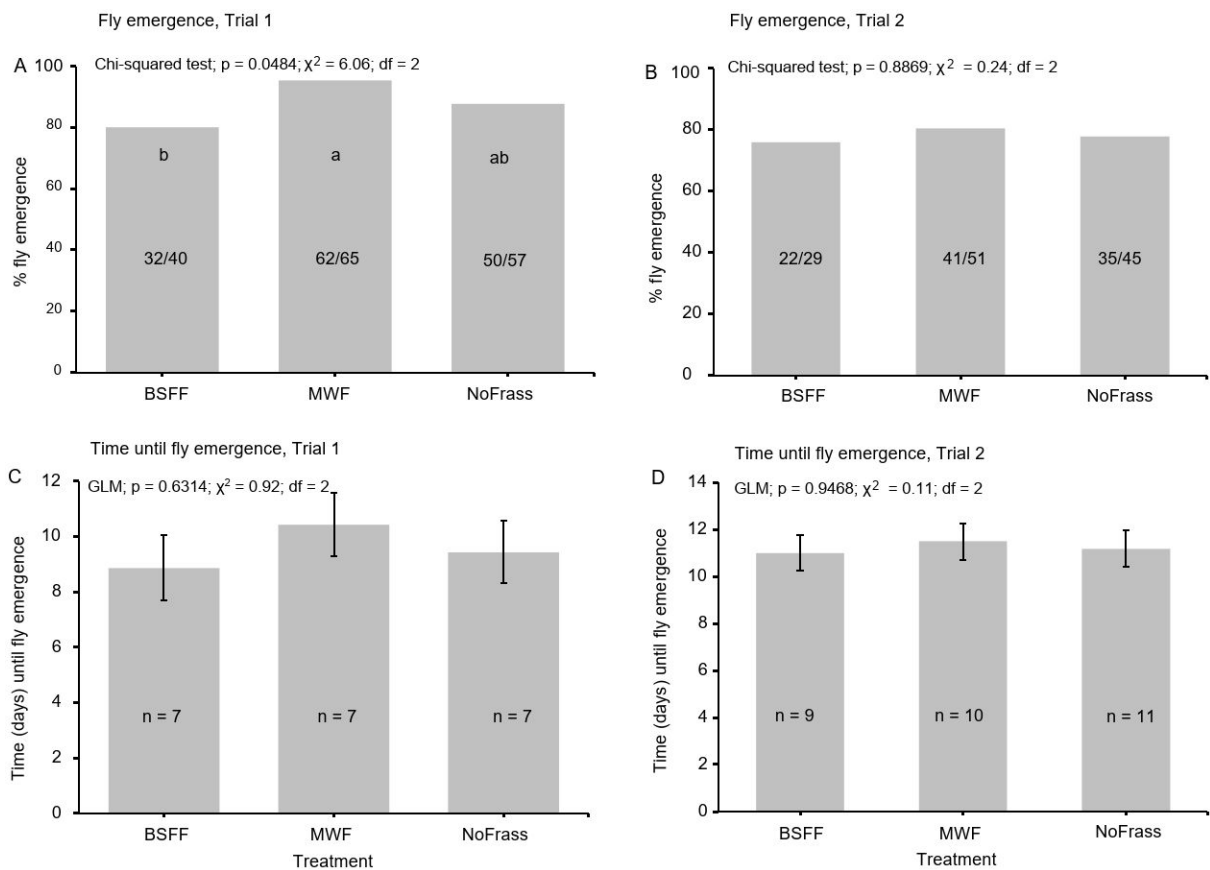 Fly emergence, Trial 1
A
Chi-squared test; p = 0.0484; χ² = 6.06; df = 2
100
80
60
40
20
0
% fly emergence
b
a
ab
32/40
62/65
50/57
BSFF
MWF
NoFrass
Fly emergence, Trial 2
B
Chi-squared test; p = 0.8869; χ² = 0.24; df = 2
100
80
60
40
20
0
% fly emergence
22/29
41/51
35/45
BSFF
MWF
NoFrass
Time until fly emergence, Trial 1
C
GLM; p = 0.6314; χ² = 0.92; df = 2
12
10
8
6
4
2
0
Time (days) until fly emergence
n = 7
n = 7
n = 7
BSFF
MWF
NoFrass
Treatment
Time until fly emergence, Trial 2
D
GLM; p = 0.9468; χ² = 0.11; df = 2
14
12
10
8
6
4
2
0
Time (days) until fly emergence
n = 9
n = 10
n = 11
BSFF
MWF
NoFrass
Treatment